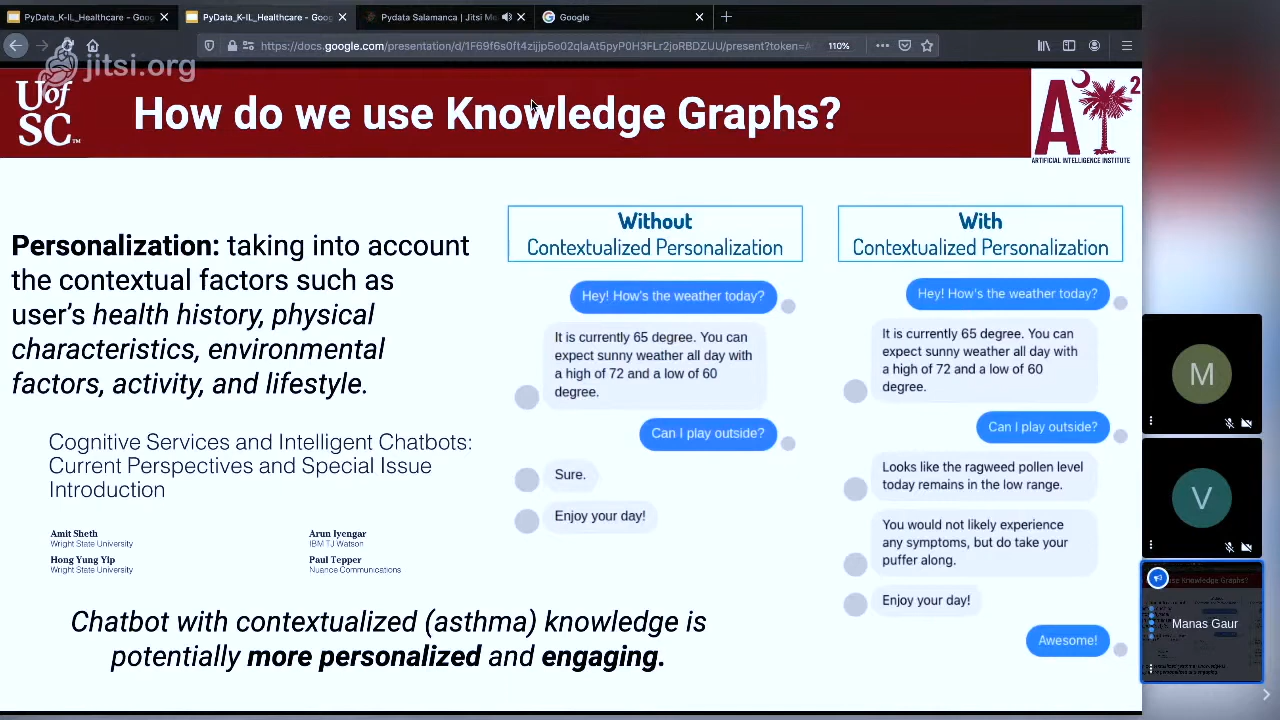 PyData_K-IL_Healthcare - Goog
PyData_K-IL_Healthcare - Goog
Pydata Salamanca | Jitsi Me
Google
https://docs.google.com/presentation/d/1F69f6s0ft4zijjp5o02qlaAt5pyP0H3FLr2joRBDZUU/present?token=A
110%
jitsi.org
UofSC
How do we use Knowledge Graphs?
A 2
ARTIFICIAL INTELLIGENCE INSTITUTE
Personalization: taking into account
the contextual factors such as
user's health history, physical
characteristics, environmental
factors, activity, and lifestyle.
Cognitive Services and Intelligent Chatbots:
Current Perspectives and Special Issue
Introduction
Amit Sheth
Wright State University
Arun Iyengar
IBM TJ Watson
Hong Yung Yip
Wright State University
Paul Tepper
Nuance Communications
Chatbot with contextualized (asthma) knowledge is
potentially more personalized and engaging.
Without
Contextualized Personalization
Hey! How's the weather today?
It is currently 65 degree. You can
expect sunny weather all day with
a high of 72 and a low of 60
degree.
Can I play outside?
Sure.
Enjoy your day!
With
Contextualized Personalization
Hey! How's the weather today?
It is currently 65 degree. You can
expect sunny weather all day with
a high of 72 and a low of 60
degree.
Can I play outside?
Looks like the ragweed pollen level
today remains in the low range.
You would not likely experience
any symptoms, but do take your
puffer along.
Enjoy your day!
Awesome!
M
V
use Knowledge Graphs?
Manas Gaur